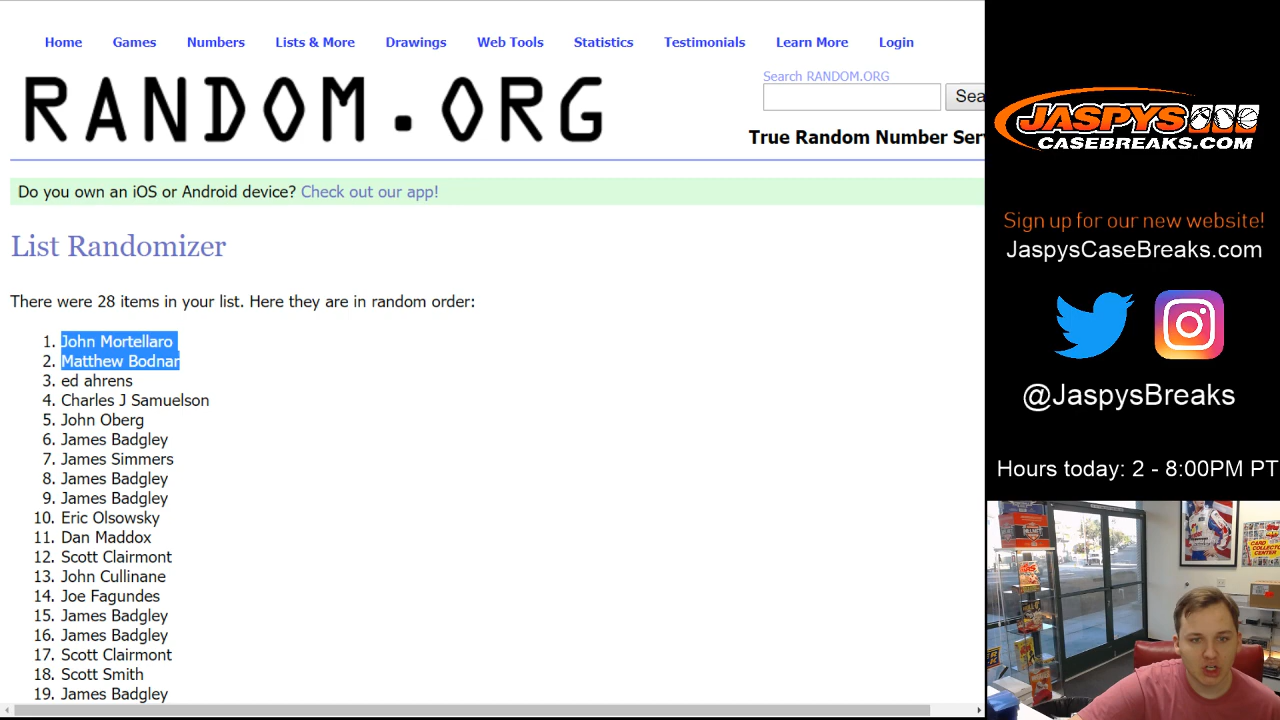 Home Games Numbers Lists & More Drawings Web Tools Statistics Testimonials Learn More Login
RANDOM.ORG
Search RANDOM.ORG
Sea
True Random Number Ser
Do you own an iOS or Android device? Check out our app!
List Randomizer
There were 28 items in your list. Here they are in random order:
1. John Mortellaro
2. Matthew Bodnar
3. ed ahrens
4. Charles J Samuelson
5. John Oberg
6. James Badgley
7. James Simmers
8. James Badgley
9. James Badgley
10. Eric Olsowsky
11. Dan Maddox
12. Scott Clairmont
13. John Cullinane
14. Joe Fagundes
15. James Badgley
16. James Badgley
17. Scott Clairmont
18. Scott Smith
19. James Badgley
JASPYS
CASEBREAKS.COM
Sign up for our new website!
JaspysCaseBreaks.com
@JaspysBreaks
Hours today: 2 - 8:00PM PT
CARD
COLLECTOR
CENTER